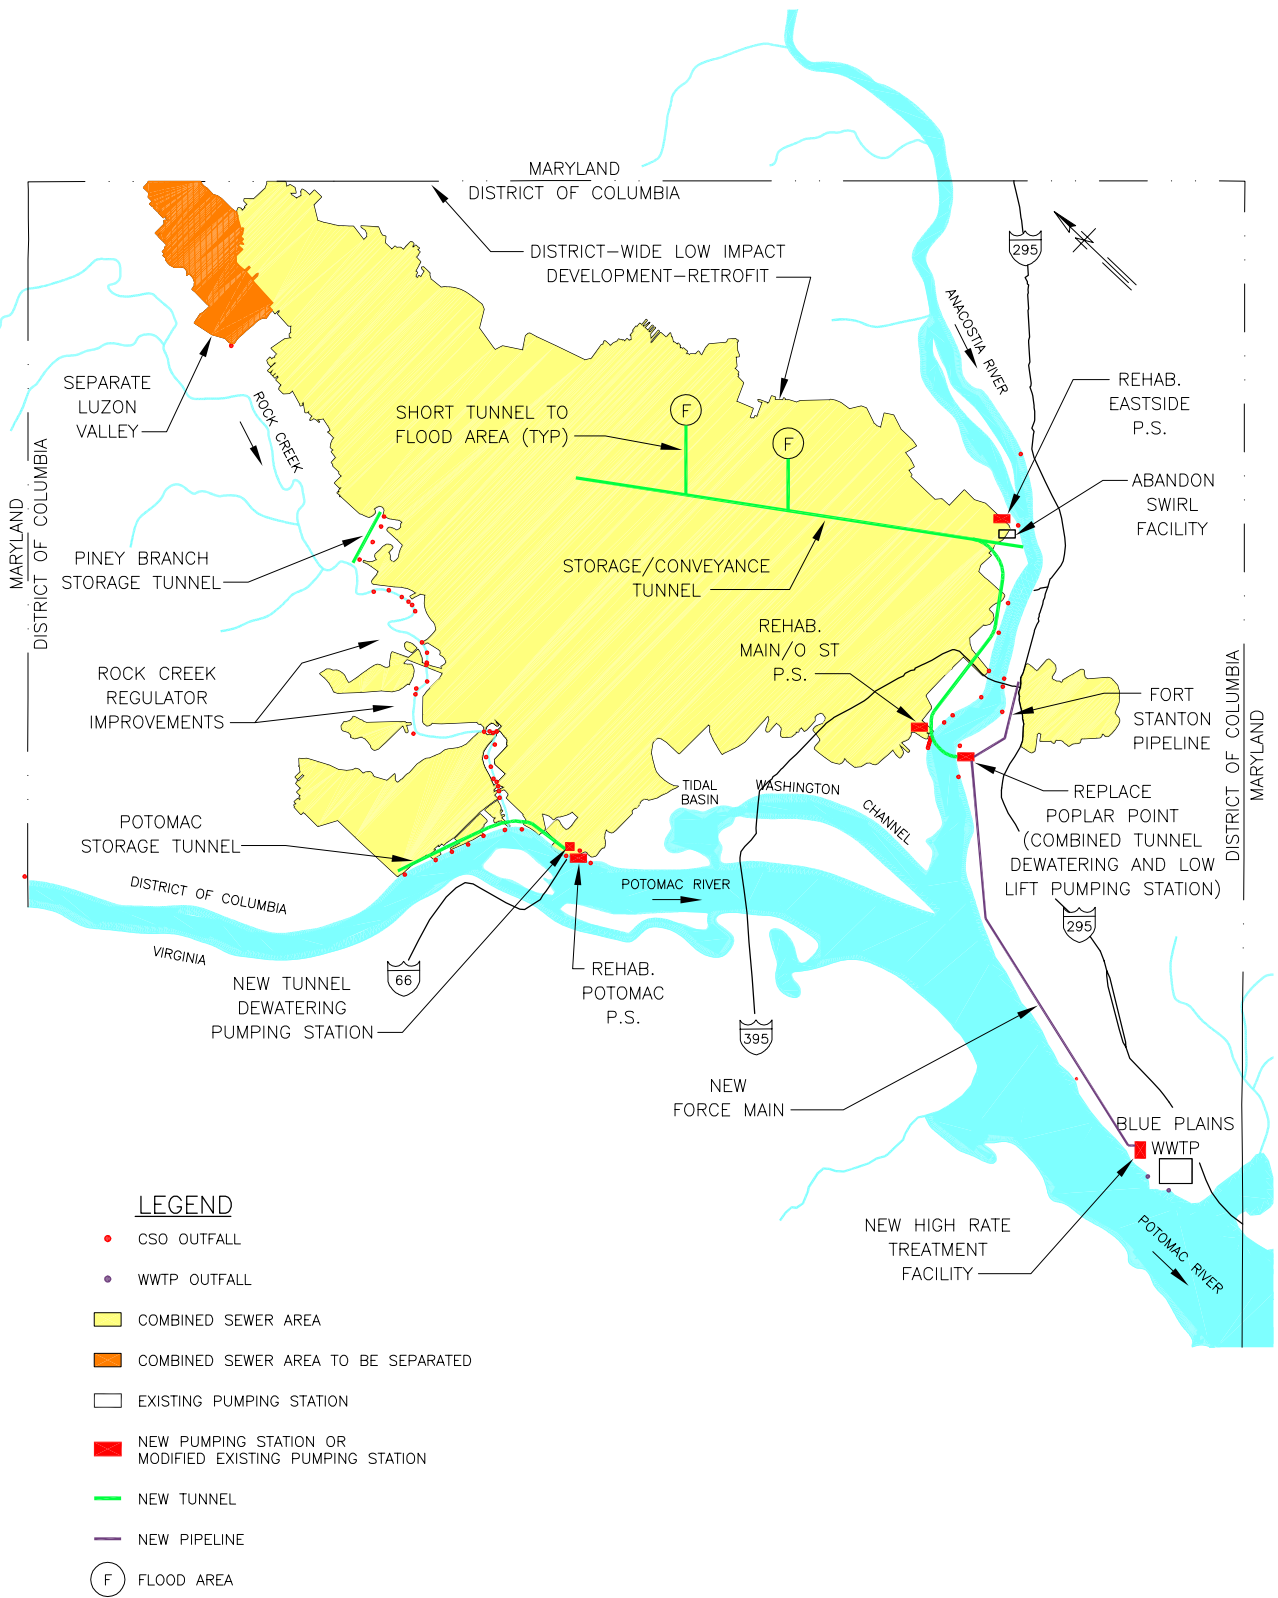 MARYLAND
DISTRICT OF COLUMBIA
295
DISTRICT-WIDE LOW IMPACT
DEVELOPMENT-RETROFIT
ANACOSTIA RIVER
SEPARATE
LUZON
VALLEY
ROCK CREEK
SHORT TUNNEL TO
FLOOD AREA (TYP)
F
F
REHAB.
EASTSIDE
P.S.
ABANDON
SWIRL
FACILITY
MARYLAND
DISTRICT OF COLUMBIA
PINEY BRANCH
STORAGE TUNNEL
STORAGE/CONVEYANCE
TUNNEL
REHAB.
MAIN/O ST
P.S.
ROCK CREEK
REGULATOR
IMPROVEMENTS
FORT
STANTON
PIPELINE
DISTRICT OF COLUMBIA
MARYLAND
TIDAL
BASIN
WASHINGTON
CHANNEL
REPLACE
POPLAR POINT
(COMBINED TUNNEL
DEWATERING AND LOW
LIFT PUMPING STATION)
POTOMAC
STORAGE TUNNEL
DISTRICT OF COLUMBIA
VIRGINIA
POTOMAC RIVER
295
66
NEW TUNNEL
DEWATERING
PUMPING STATION
REHAB.
POTOMAC
P.S.
395
NEW
FORCE MAIN
BLUE PLAINS
WWTP
NEW HIGH RATE
TREATMENT
FACILITY
POTOMAC RIVER
LEGEND
CSO OUTFALL
WWTP OUTFALL
COMBINED SEWER AREA
COMBINED SEWER AREA TO BE SEPARATED
EXISTING PUMPING STATION
NEW PUMPING STATION OR
MODIFIED EXISTING PUMPING STATION
NEW TUNNEL
NEW PIPELINE
F FLOOD AREA